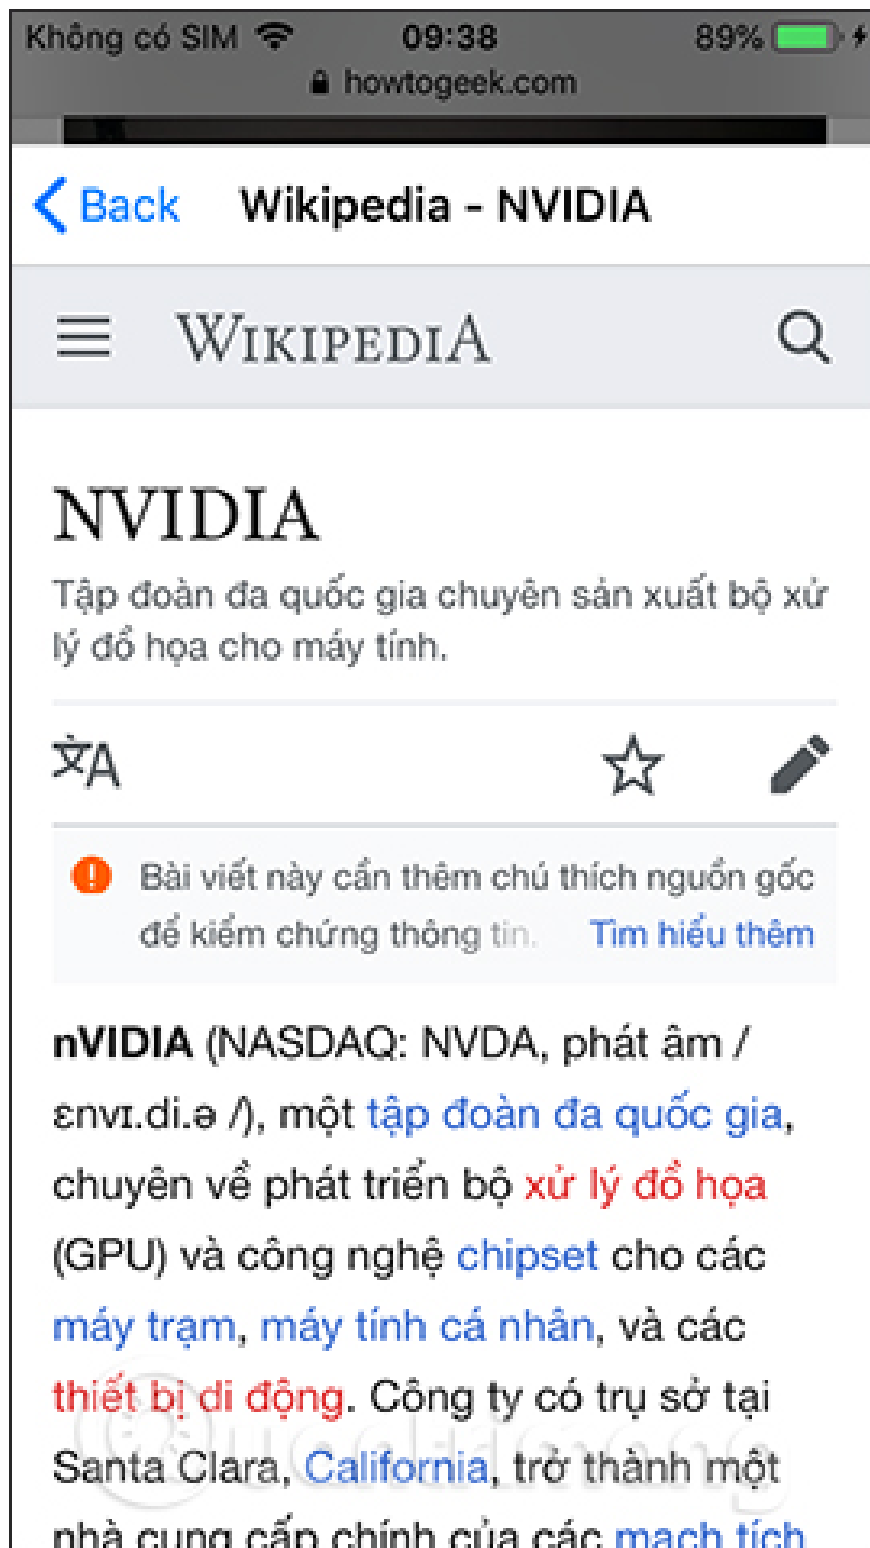 Không có SIM 09:38 89%
howtogeek.com
Back Wikipedia - NVIDIA
WIKIPEDIA
NVIDIA
Tập đoàn đa quốc gia chuyên sản xuất bộ xử
lý đồ họa cho máy tính.
文A
Bài viết này cần thêm chú thích nguồn gốc
để kiểm chứng thông tin. Tìm hiểu thêm
nVIDIA (NASDAQ: NVDA, phát âm /
ɛnvɪ.di.ə /), một tập đoàn đa quốc gia,
chuyên về phát triển bộ xử lý đồ họa
(GPU) và công nghệ chipset cho các
máy trạm, máy tính cá nhân, và các
thiết bị di động. Công ty có trụ sở tại
Santa Clara, California, trở thành một
nhà cung cấp chính của các mạch tích
Quantrimang